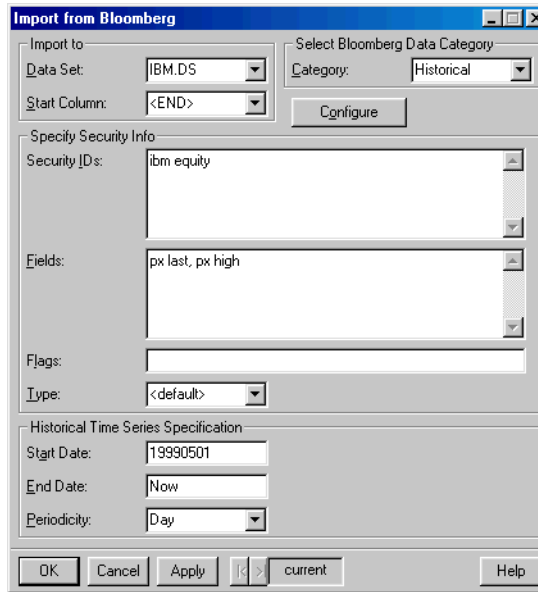 Import from Bloomberg
Import to
Data Set: IBM.DS
Start Column: <END>
Select Bloomberg Data Category
Category: Historical
Configure
Specify Security Info
Security IDs: ibm equity
Fields: px last, px high
Flags:
Type: <default>
Historical Time Series Specification
Start Date: 19990501
End Date: Now
Periodicity: Day
OK Cancel Apply |< > current Help